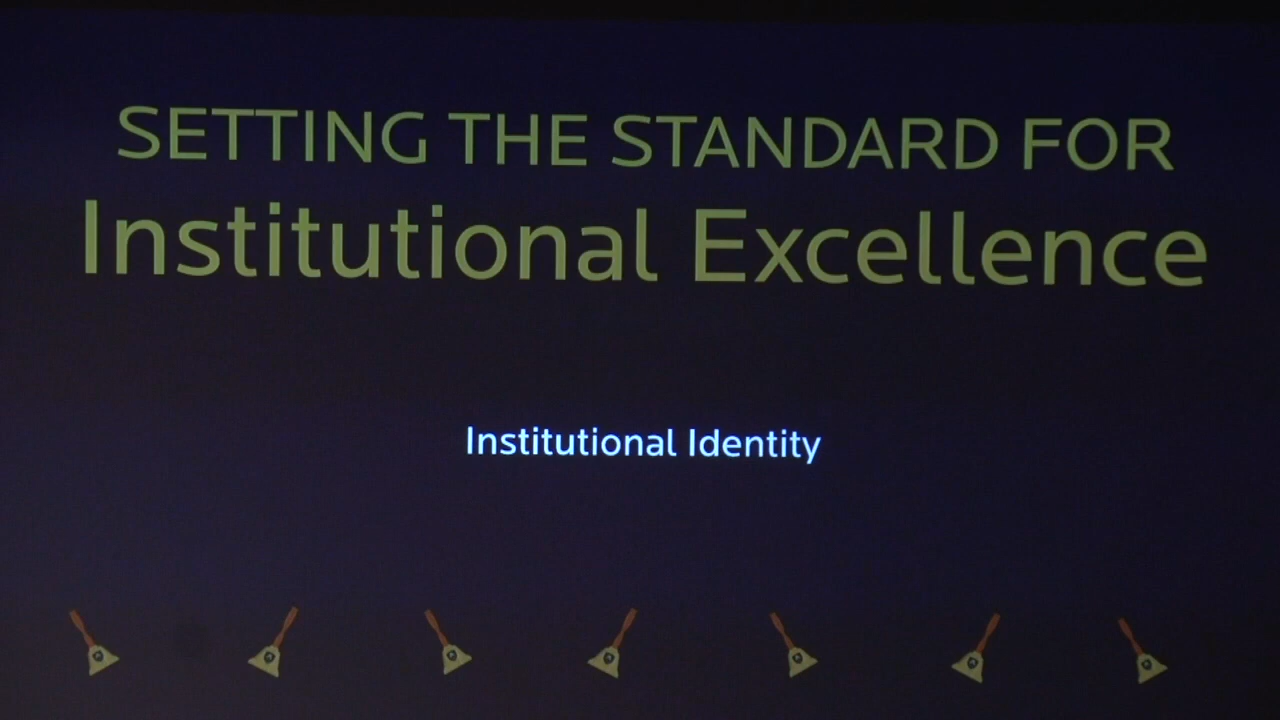 SETTING THE STANDARD FOR
Institutional Excellence
Institutional Identity